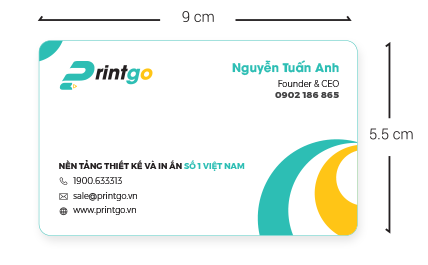 9 cm
Printgo
Nguyễn Tuấn Anh
Founder & CEO
0902 186 865
5.5 cm
NỀN TẢNG THIẾT KẾ VÀ IN ẤN SỐ 1 VIỆT NAM
1900.633313
sale@printgo.vn
www.printgo.vn